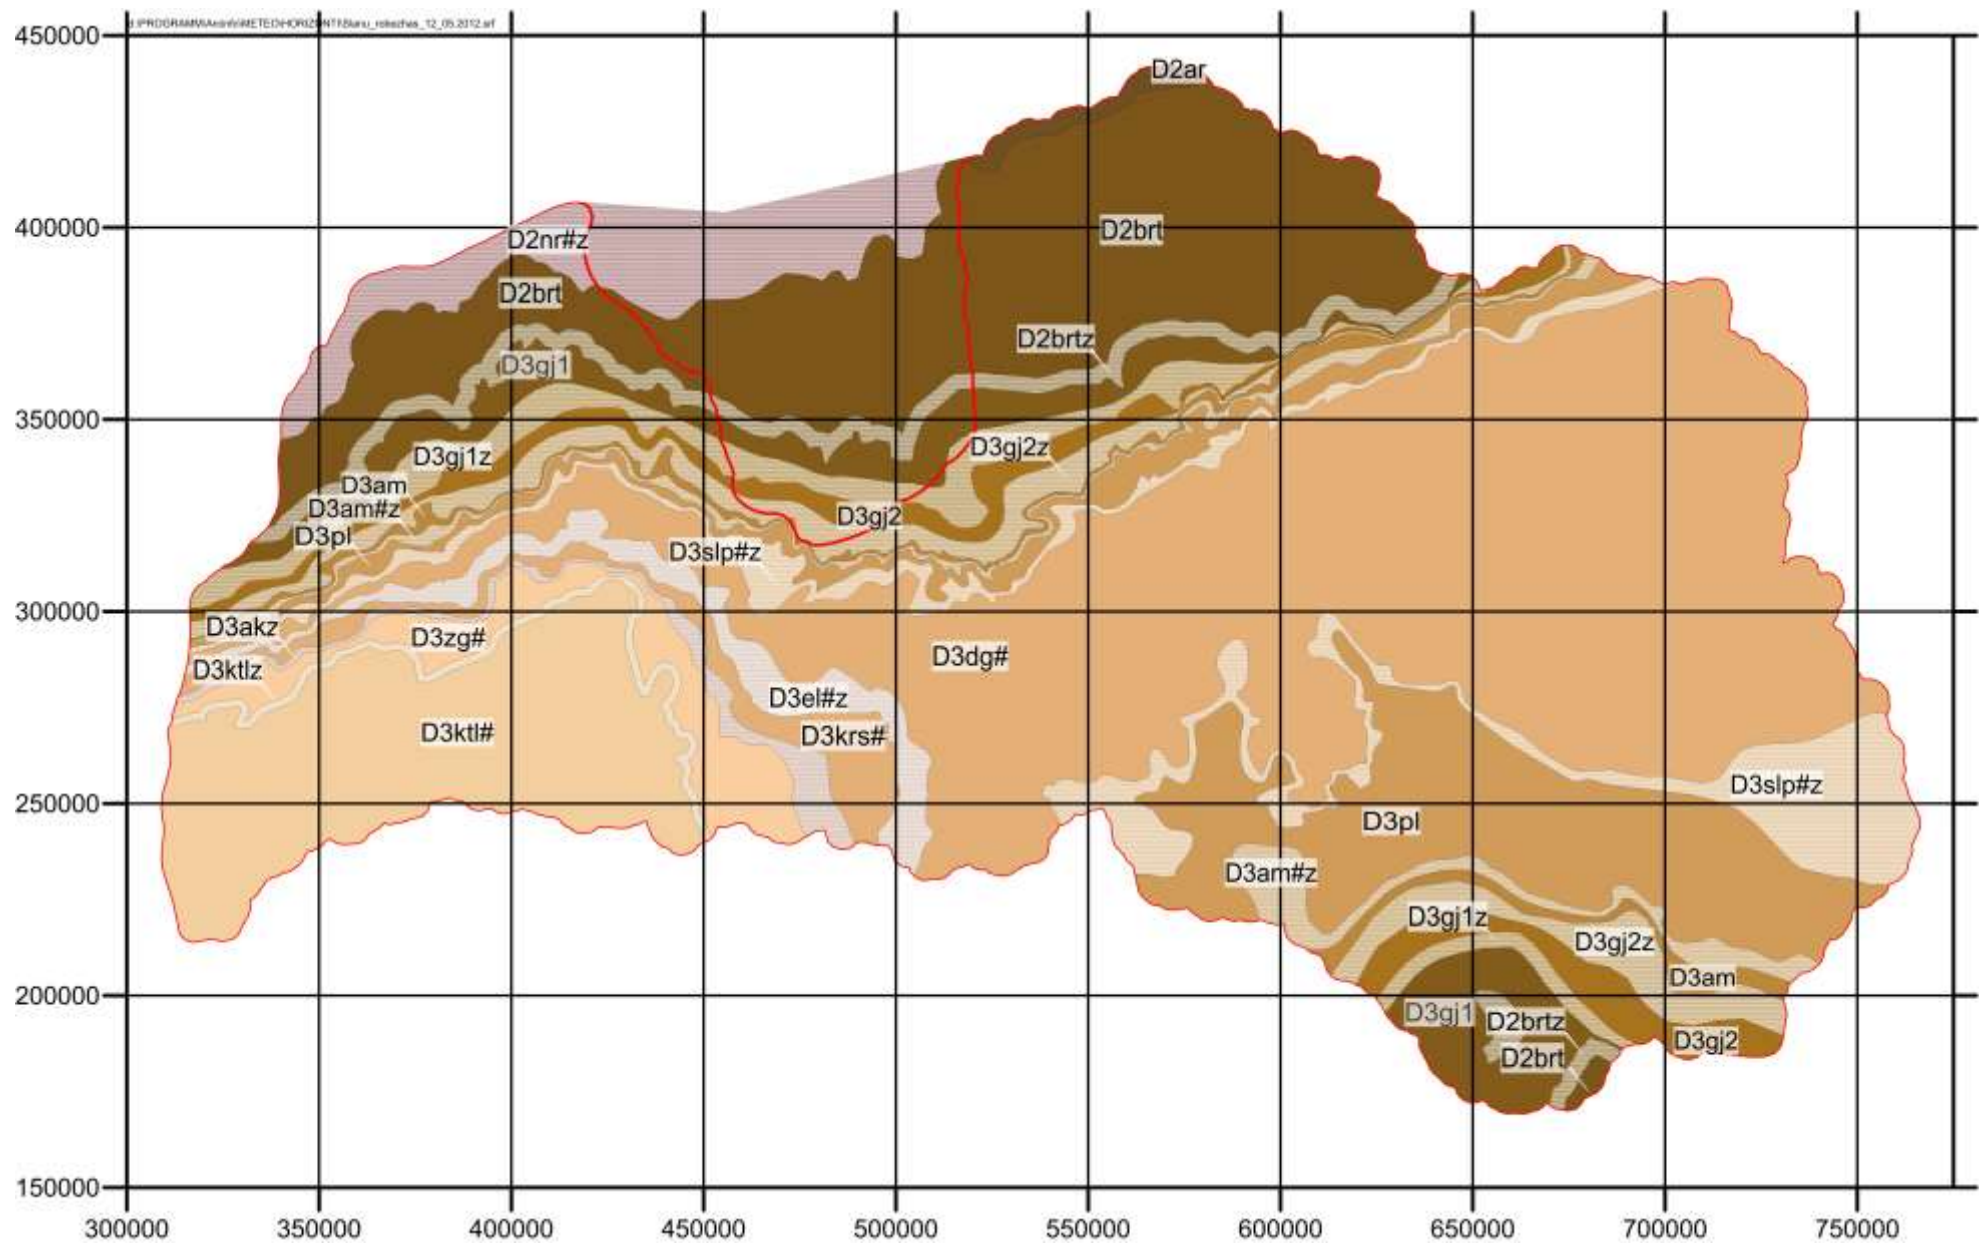 450000
D2ar
400000
D2nr#z
D2brt
D2brt
D2brtz
D3gj1
350000
D3gj1z
D3gj2z
D3am
D3am#z
D3gj2
D3pl
D3slp#z
300000
D3akz
D3zg#
D3dg#
D3ktlz
D3el#z
D3ktl#
D3krs#
D3slp#z
250000
D3pl
D3am#z
D3gj1z
D3gj2z
D3am
200000
D3gj1
D2brtz
D3gj2
D2brt
150000
300000 350000 400000 450000 500000 550000 600000 650000 700000 750000